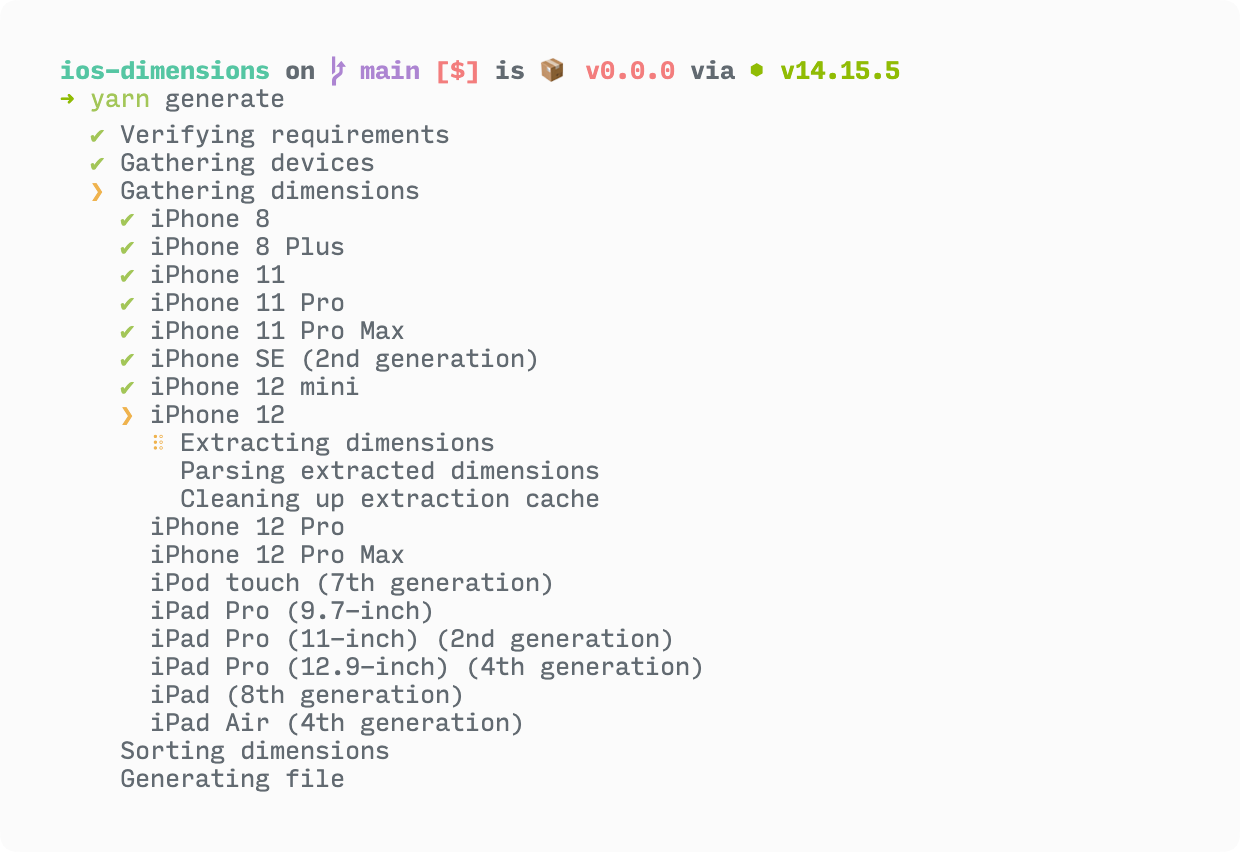 ios-dimensions on main [$] is 📦 v0.0.0 via ⬢ v14.15.5
➜ yarn generate
✔ Verifying requirements
✔ Gathering devices
❯ Gathering dimensions
✔ iPhone 8
✔ iPhone 8 Plus
✔ iPhone 11
✔ iPhone 11 Pro
✔ iPhone 11 Pro Max
✔ iPhone SE (2nd generation)
✔ iPhone 12 mini
❯ iPhone 12
⠿ Extracting dimensions
Parsing extracted dimensions
Cleaning up extraction cache
iPhone 12 Pro
iPhone 12 Pro Max
iPod touch (7th generation)
iPad Pro (9.7-inch)
iPad Pro (11-inch) (2nd generation)
iPad Pro (12.9-inch) (4th generation)
iPad (8th generation)
iPad Air (4th generation)
Sorting dimensions
Generating file